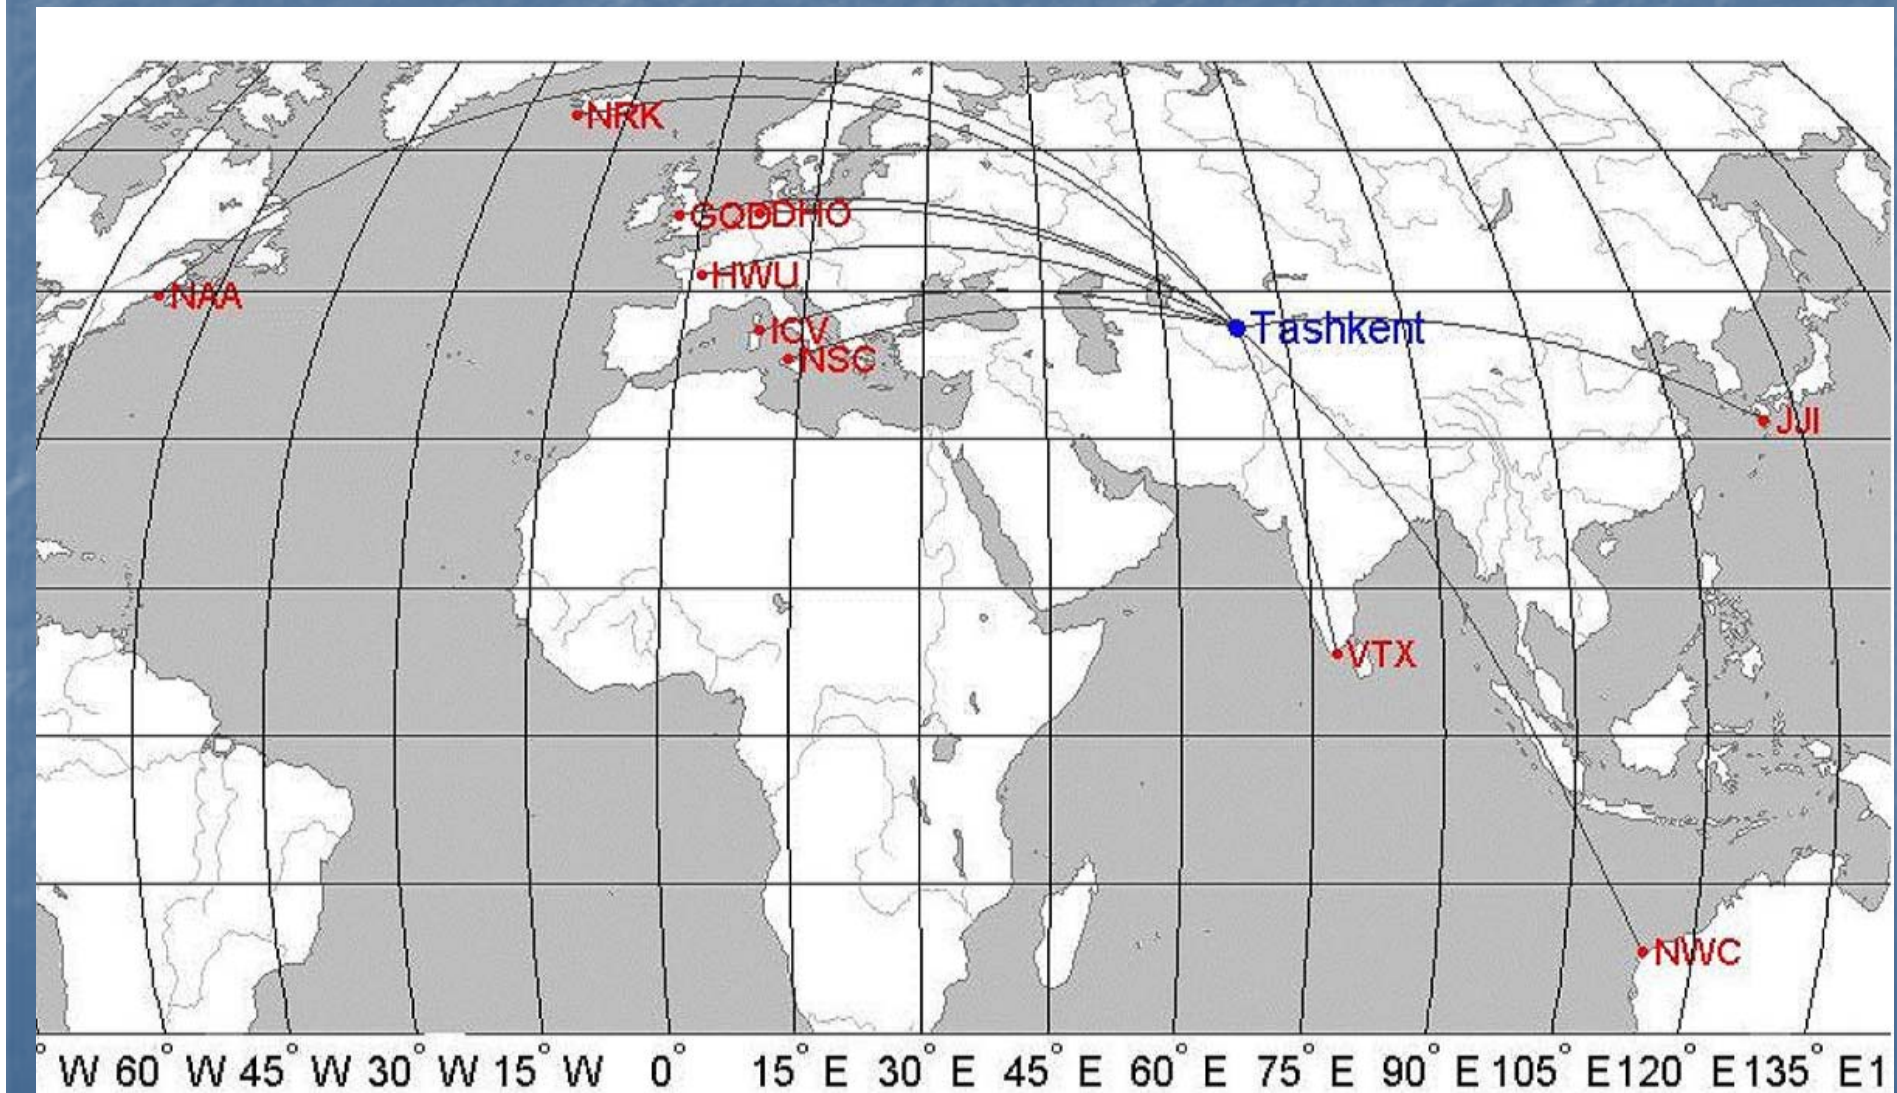 NRK
GQD DHO
HWU
NAA
ICV
Tashkent
NSC
JJI
VTX
NWC
° W 60° W 45° W 30° W 15° W 0° 15° E 30° E 45° E 60° E 75° E 90° E 105° E 120° E 135° E 1